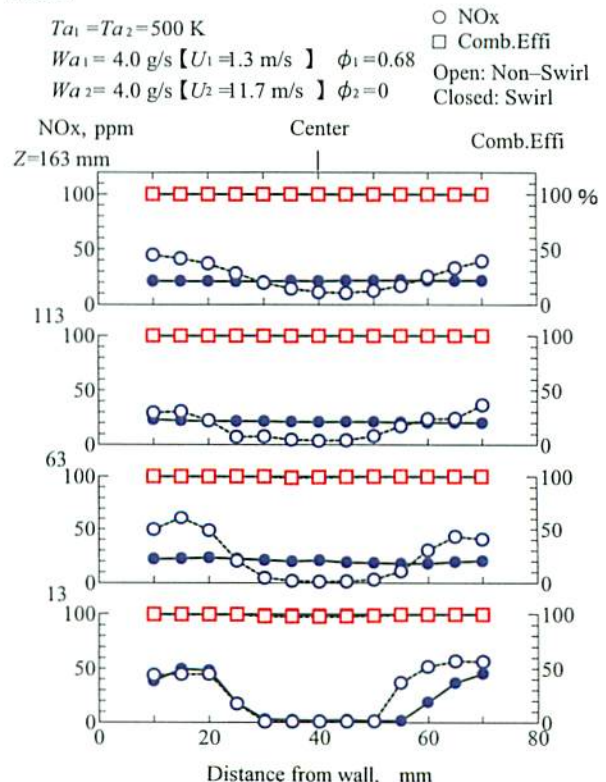 Ta1 =Ta2 = 500 K
Wa1 = 4.0 g/s【U1 =1.3 m/s 】 ϕ1 = 0.68
Wa2 = 4.0 g/s【U2 =11.7 m/s 】 ϕ2 = 0
○ NOx
□ Comb.Effi
Open: Non–Swirl
Closed: Swirl
NOx, ppm
Center
Comb.Effi
Z=163 mm
100
100 %
50
50
0
0
113
100
100
50
50
0
0
63
100
100
50
50
0
0
13
100
100
50
50
0
0
0 20 40 60 80
Distance from wall, mm